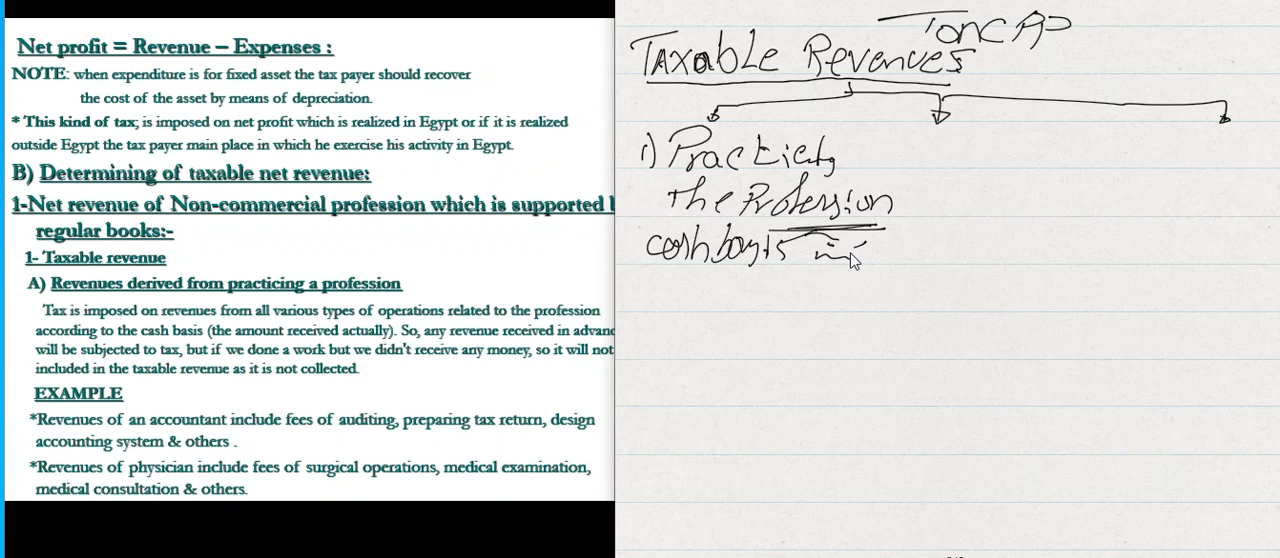 Net profit = Revenue – Expenses :
NOTE: when expenditure is for fixed asset the tax payer should recover
the cost of the asset by means of depreciation.
* This kind of tax; is imposed on net profit which is realized in Egypt or if it is realized
outside Egypt the tax payer main place in which he exercise his activity in Egypt.
B) Determining of taxable net revenue:
1-Net revenue of Non-commercial profession which is supported b
regular books:-
1- Taxable revenue
A) Revenues derived from practicing a profession
Tax is imposed on revenues from all various types of operations related to the profession
according to the cash basis (the amount received actually). So, any revenue received in advanc
will be subjected to tax, but if we done a work but we didn't receive any money, so it will not
included in the taxable revenue as it is not collected.
EXAMPLE
*Revenues of an accountant include fees of auditing, preparing tax return, design
accounting system & others .
*Revenues of physician include fees of surgical operations, medical examination,
medical consultation & others.
Taxable Revenues
1) Practicing
the Profession
cash basis